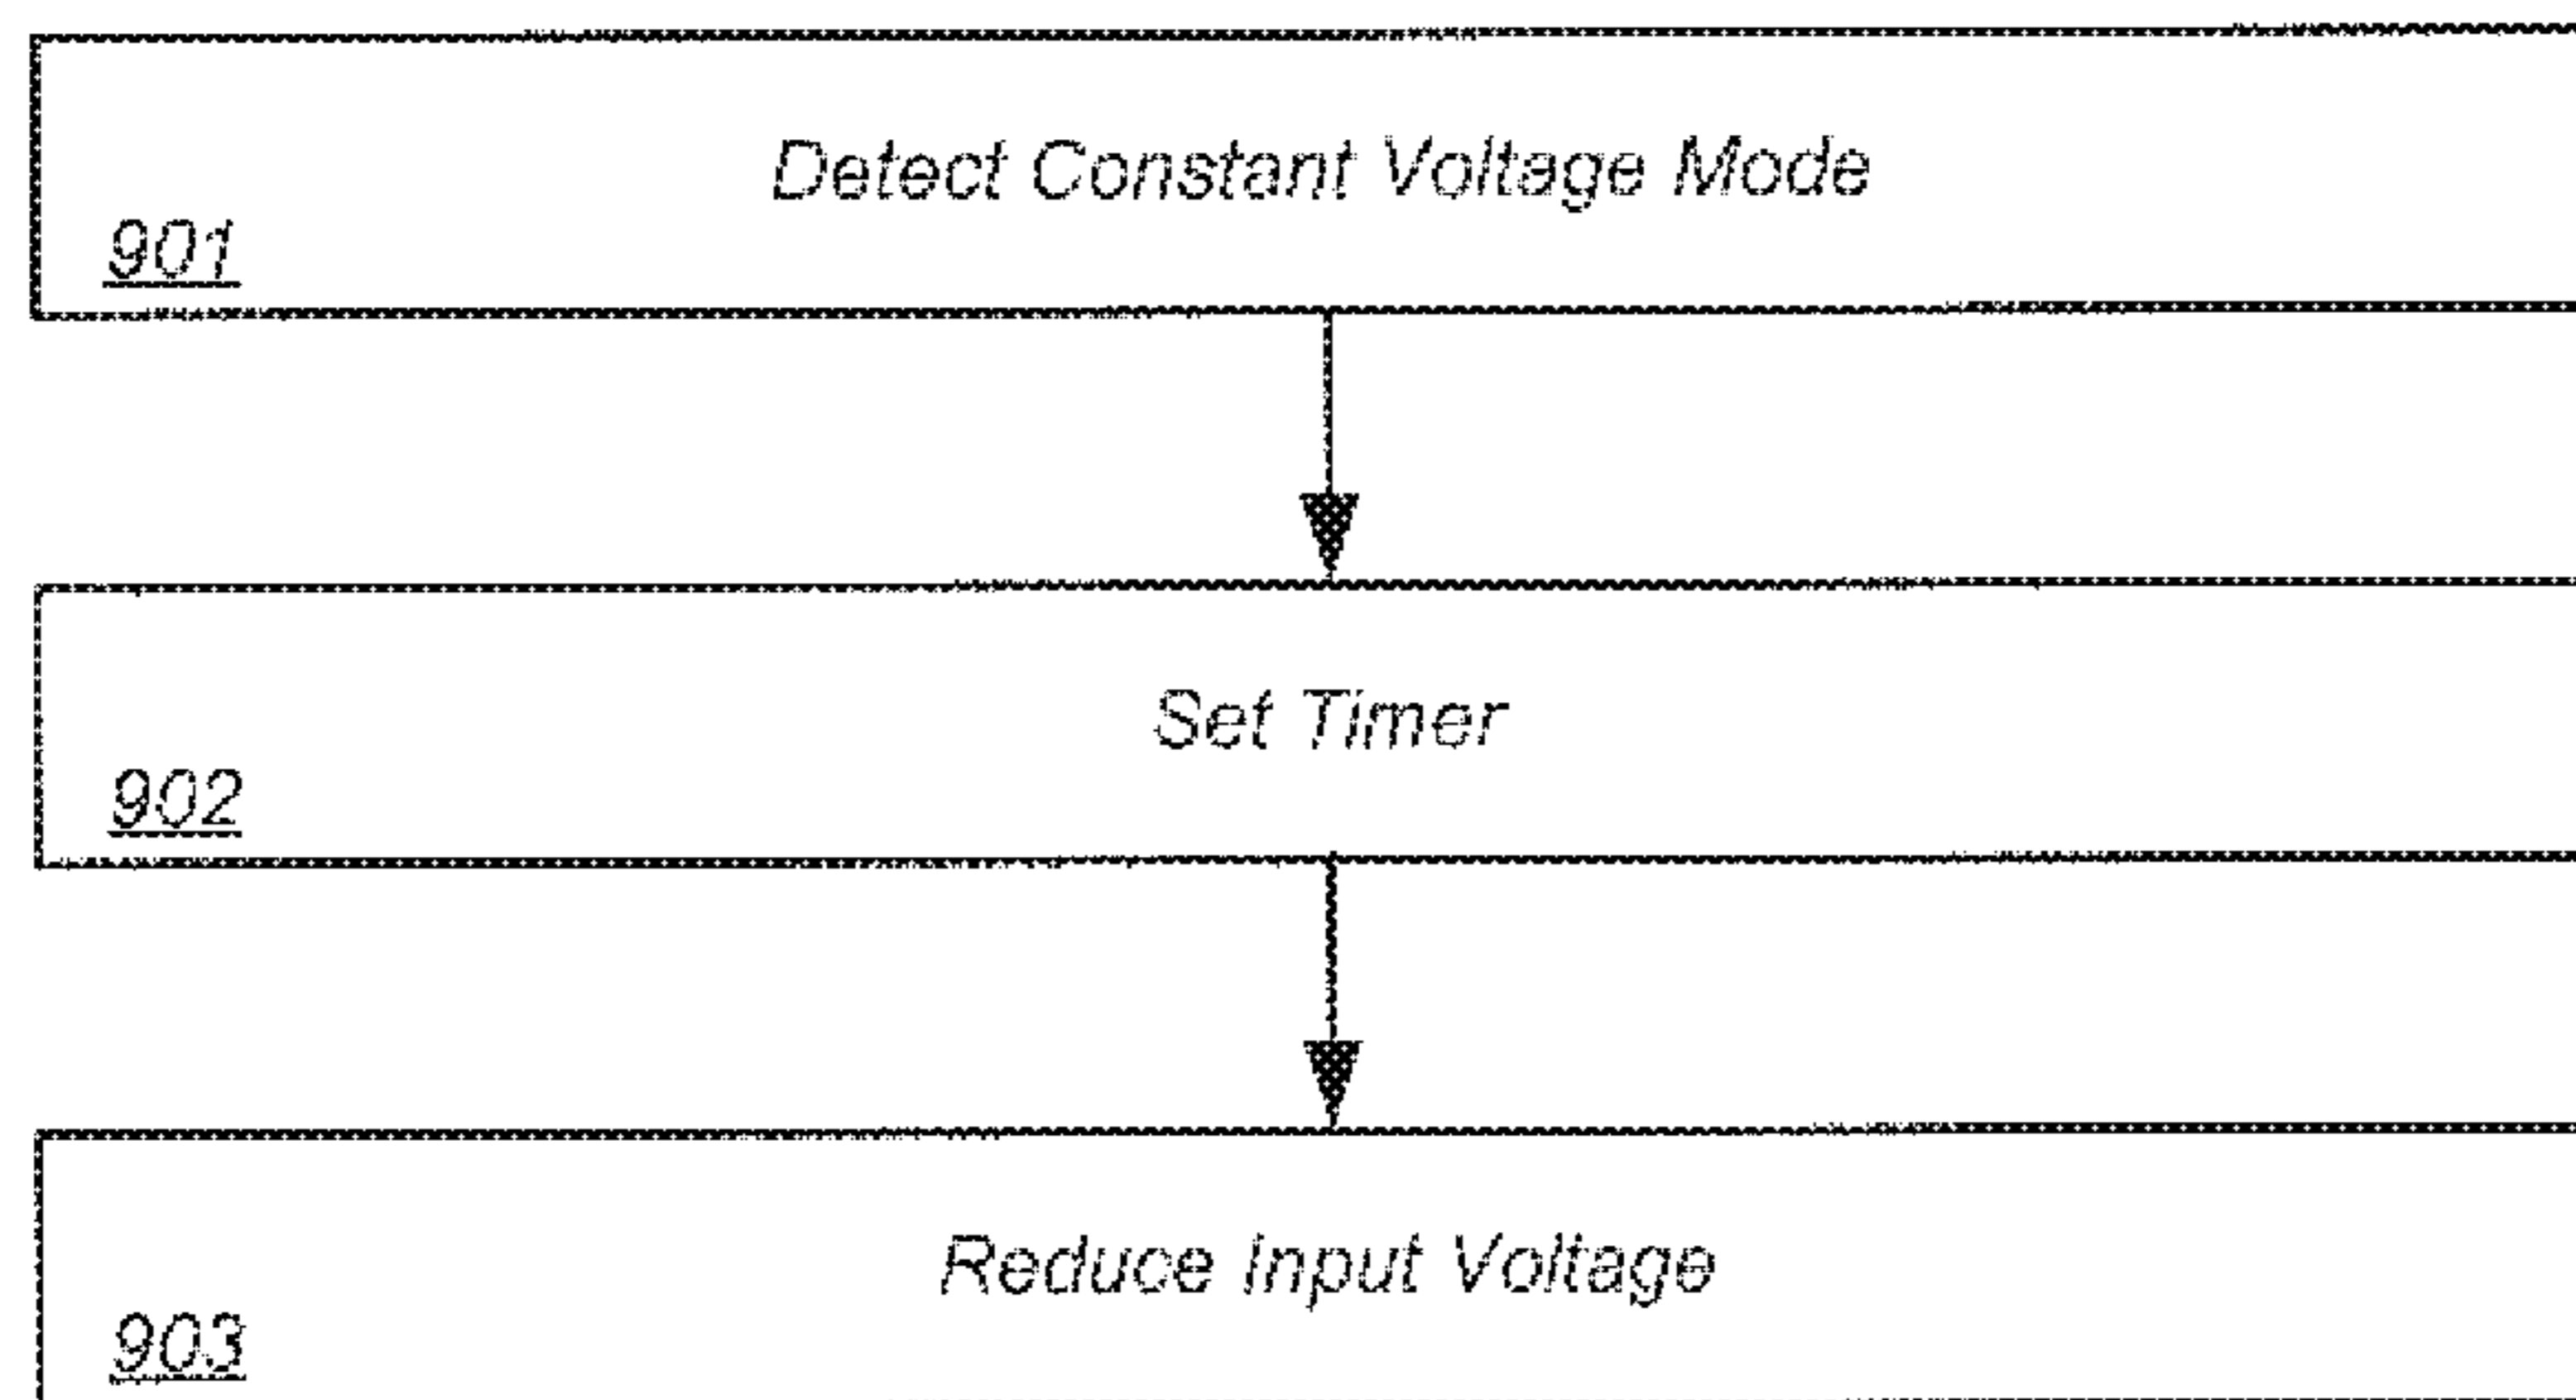 Detect Constant Voltage Mode
901
Set Timer
902
Reduce Input Voltage
903